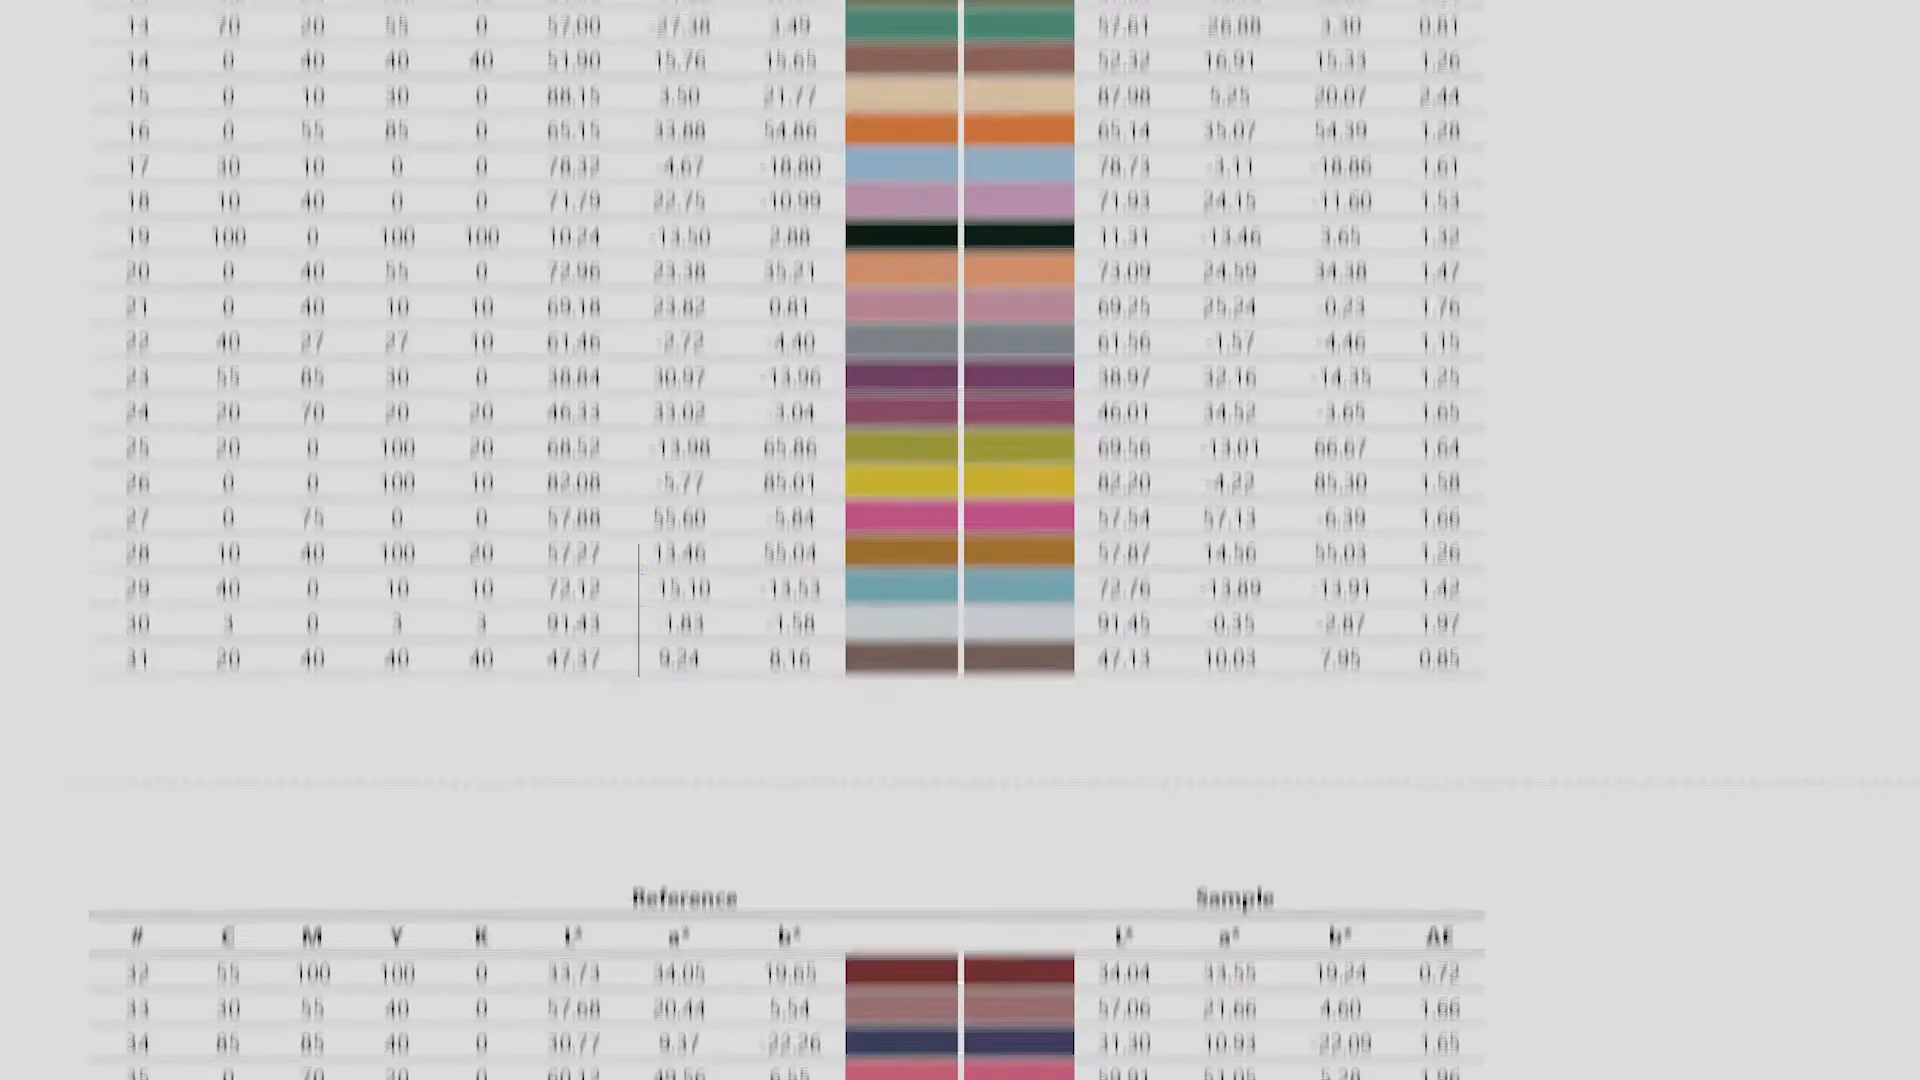 13 70 20 55 0 57.00 -27.38 3.49 57.61 -26.88 3.30 0.81
14 0 40 40 40 51.90 15.76 15.65 52.32 16.91 15.33 1.26
15 0 10 30 0 88.15 3.50 21.77 87.98 5.25 20.07 2.44
16 0 55 85 0 65.15 33.88 54.86 65.14 35.07 54.39 1.28
17 30 10 0 0 78.32 -4.67 -18.80 78.73 -3.11 -18.86 1.61
18 10 40 0 0 71.79 22.75 -10.99 71.93 24.15 -11.60 1.53
19 100 0 100 100 10.24 -13.50 2.88 11.31 -13.46 3.65 1.32
20 0 40 55 0 72.96 23.38 35.21 73.09 24.59 34.38 1.47
21 0 40 10 10 69.18 23.82 0.81 69.25 25.24 -0.23 1.76
22 40 27 27 10 61.46 -2.72 -4.40 61.56 -1.57 -4.46 1.15
23 55 85 30 0 38.84 30.97 -13.96 38.97 32.16 -14.35 1.25
24 20 70 20 20 46.33 33.02 -3.04 46.01 34.52 -3.65 1.65
25 20 0 100 20 68.52 -13.98 65.86 69.56 -13.01 66.67 1.64
26 0 0 100 10 82.08 -5.77 85.01 82.20 -4.22 85.30 1.58
27 0 75 0 0 57.88 55.60 -5.84 57.54 57.13 -6.39 1.66
28 10 40 100 20 57.27 13.46 55.04 57.87 14.56 55.03 1.26
29 40 0 10 10 72.12 -15.10 -13.53 72.76 -13.89 -13.91 1.42
30 3 0 3 3 91.43 -1.83 -1.58 91.45 -0.35 -2.87 1.97
31 20 40 40 40 47.37 9.24 8.16 47.13 10.03 7.95 0.85
Reference Sample
# C M Y K L* a* b* L* a* b* ΔE
32 55 100 100 0 33.73 34.05 19.65 34.04 33.55 19.24 0.72
33 30 55 40 0 57.68 20.44 5.54 57.06 21.66 4.60 1.66
34 85 85 40 0 30.77 9.37 -22.26 31.30 10.93 -22.09 1.65
35 0 70 30 0 60.12 49.56 6.55 59.91 51.05 5.28 1.96